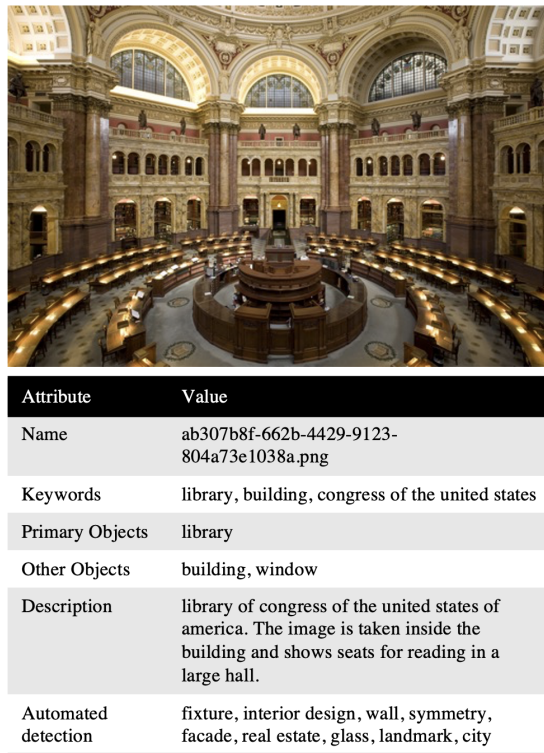 Attribute Value
Name ab307b8f-662b-4429-9123-
804a73e1038a.png
Keywords library, building, congress of the united states
Primary Objects library
Other Objects building, window
Description library of congress of the united states of
america. The image is taken inside the
building and shows seats for reading in a
large hall.
Automated fixture, interior design, wall, symmetry,
detection facade, real estate, glass, landmark, city